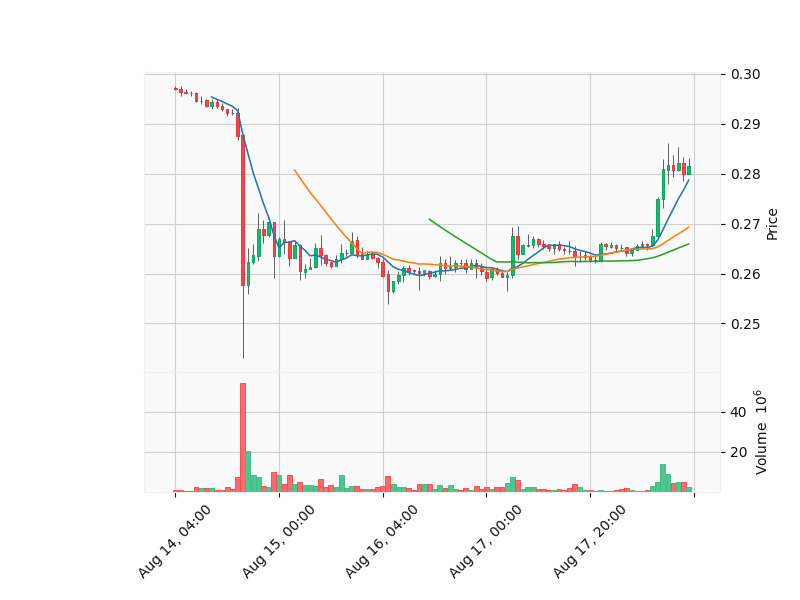 0.30
0.29
0.28
0.27
0.26
0.25
Price
40
20
Volume 10^6
Aug 14, 04:00
Aug 15, 00:00
Aug 16, 04:00
Aug 17, 00:00
Aug 17, 20:00